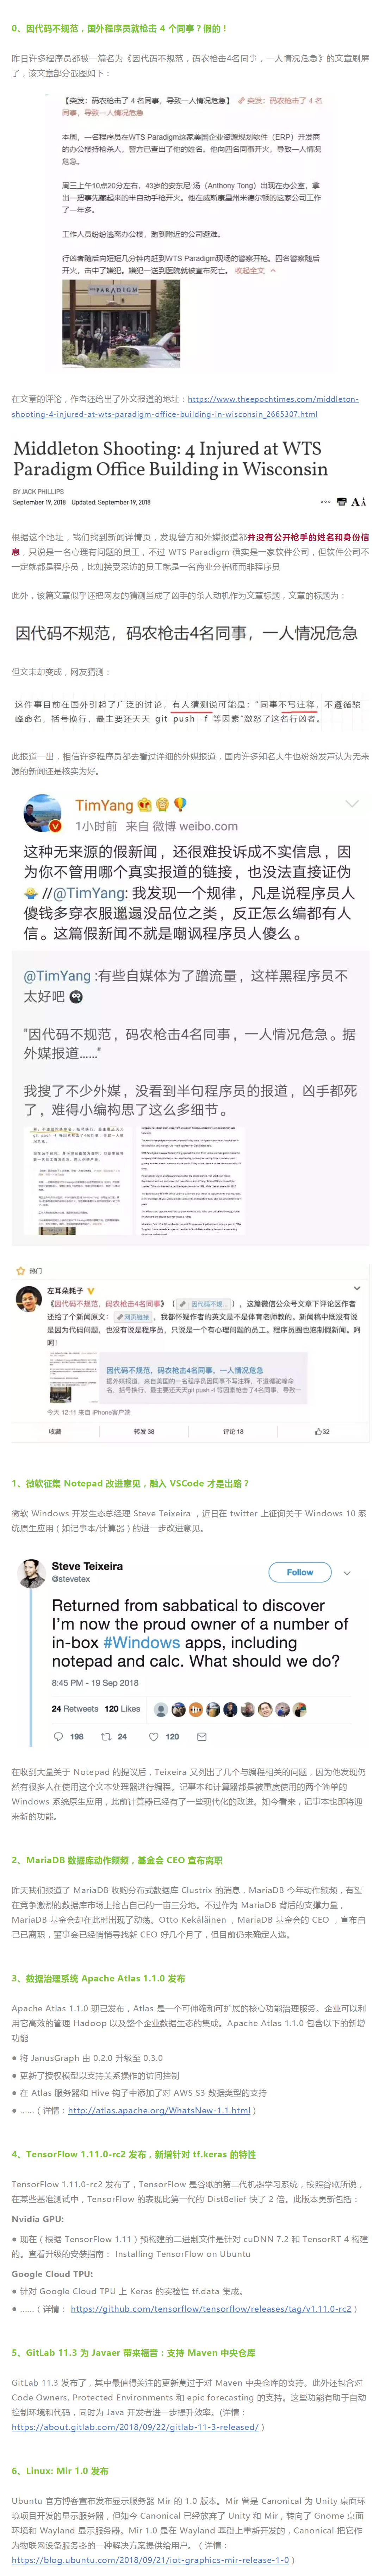 0、因代码不规范，国外程序员就枪击 4 个同事？假的！
昨日许多程序员都被一篇名为《因代码不规范，码农枪击4名同事，一人情况危急》的文章刷屏
了，该文章部分截图如下：
【突发：码农枪击了 4 名同事，导致一人情况危急】 突发：码农枪击了 4 名
同事，导致一人情况危急
本周，一名程序员在WTS Paradigm这家美国企业资源规划软件（ERP）开发商
的办公楼持枪杀人，警方已查出了他的姓名。他向四名同事开火，导致一人情况
危急。
周三上午10点20分左右，43岁的安东尼·汤（Anthony Tong）出现在办公室，拿
出一把事先藏起来的半自动手枪开火。他在威斯康星州米德尔顿的这家公司工作
了一年多。
工作人员纷纷逃离办公楼，跑到附近的公司避难。
行凶者随后向短短几分钟内赶到WTS Paradigm现场的警察开枪。四名警察随后
开火，击中了嫌犯。嫌犯一送到医院就被宣布死亡。 收起全文
PARADIGM
在文章的评论，作者还给出了外文报道的地址：https://www.theepochtimes.com/middleton-
shooting-4-injured-at-wts-paradigm-office-building-in-wisconsin_2665307.html
Middleton Shooting: 4 Injured at WTS
Paradigm Office Building in Wisconsin
BY JACK PHILLIPS
September 19, 2018 Updated: September 19, 2018
根据这个地址，我们找到新闻详情页，发现警方和外媒报道都并没有公开枪手的姓名和身份信
息，只说是一名心理有问题的员工，不过 WTS Paradigm 确实是一家软件公司，但软件公司不
一定就都是程序员，比如接受采访的员工就是一名商业分析师而非程序员
此外，该篇文章似乎还把网友的猜测当成了凶手的杀人动机作为文章标题，文章的标题为：
因代码不规范，码农枪击4名同事，一人情况危急
但文末却变成，网友猜测：
这件事目前在国外引起了广泛的讨论，有人猜测说可能是：“同事不写注释，不遵循驼
峰命名，括号换行，最主要还天天 git push -f 等因素”激怒了这名行凶者。
此报道一出，相信许多程序员都去看过详细的外媒报道，国内许多知名大牛也纷纷发声认为无来
源的新闻还是核实为好。
TimYang
1小时前 来自 微博 weibo.com
这种无来源的假新闻，还很难投诉成不实信息，因
为你不管用哪个真实报道的链接，也没法直接证伪
//@TimYang: 我发现一个规律，凡是说程序员人
傻钱多穿衣服邋遢没品位之类，反正怎么编都有人
信。这篇假新闻不就是嘲讽程序员人傻么。
@TimYang :有些自媒体为了蹭流量，这样黑程序员不
太好吧
"因代码不规范，码农枪击4名同事，一人情况危急。据
外媒报道......"
我搜了不少外媒，没看到半句程序员的报道，凶手都死
了，难得小编构思了这么多细节。
热门
左耳朵耗子
《因代码不规范，码农枪击4名同事》（ 因代码不规... ），这篇微信公众号文章下评论区作者
还给了个新闻原文： 网页链接 ，我都怀疑作者的英文是不是体育老师教的。新闻稿中既没有说
是因为代码问题，也没有说是程序员，只说是一个有心理问题的员工。程序员圈也忽制假新闻。呵
呵！
因代码不规范，码农枪击4名同事，一人情况危急
据外媒报道，来自美国的一名程序员因同事不写注释，不遵循驼峰命
名、括号换行，最主要还天天git push -f 等因素枪击了4名同事，导致一
今天 12:11 来自 iPhone客户端
收藏
转发 38
评论 18
32
1、微软征集 Notepad 改进意见，融入 VSCode 才是出路？
微软 Windows 开发生态总经理 Steve Teixeira ，近日在 twitter 上征询关于 Windows 10 系
统原生应用（如记事本/计算器）的进一步改进意见。
Steve Teixeira
@stevetex
Follow
Returned from sabbatical to discover
I’m now the proud owner of a number of
in-box #Windows apps, including
notepad and calc. What should we do?
8:45 PM - 19 Sep 2018
24 Retweets 120 Likes
198 24 120
在收到大量关于 Notepad 的提议后，Teixeira 又列出了几个与编程相关的问题，因为他发现仍
然有很多人在使用这个文本处理器进行编程。记事本和计算器都是被重度使用的两个简单的
Windows 系统原生应用，此前计算器已经有了一些现代化的改进。如今看来，记事本也即将迎
来新的功能。
2、MariaDB 数据库动作频频，基金会 CEO 宣布离职
昨天我们报道了 MariaDB 收购分布式数据库 Clustrix 的消息，MariaDB 今年动作频频，有望
在竞争激烈的数据库市场上抢占自己的一亩三分地。不过作为 MariaDB 背后的支撑力量，
MariaDB 基金会却在此时出现了动荡。Otto Kekäläinen ，MariaDB 基金会的 CEO ，宣布自
己已离职，董事会已经悄悄寻找新 CEO 好几个月了，但目前仍未确定人选。
3、数据治理系统 Apache Atlas 1.1.0 发布
Apache Atlas 1.1.0 现已发布，Atlas 是一个可伸缩和可扩展的核心功能治理服务。企业可以利
用它高效的管理 Hadoop 以及整个企业数据生态的集成。Apache Atlas 1.1.0 包含以下的新增
功能
● 将 JanusGraph 由 0.2.0 升级至 0.3.0
● 更新了授权模型以支持关系操作的访问控制
● 在 Atlas 服务器和 Hive 钩子中添加了对 AWS S3 数据类型的支持
● ......（ 详情：http://atlas.apache.org/WhatsNew-1.1.html ）
4、TensorFlow 1.11.0-rc2 发布，新增针对 tf.keras 的特性
TensorFlow 1.11.0-rc2 发布了，TensorFlow 是谷歌的第二代机器学习系统，按照谷歌所说，
在某些基准测试中，TensorFlow 的表现比第一代的 DistBelief 快了 2 倍。此版本更新包括：
Nvidia GPU:
● 现在（ 根据 TensorFlow 1.11 ）预构建的二进制文件是针对 cuDNN 7.2 和 TensorRT 4 构建
的。查看升级的安装指南： Installing TensorFlow on Ubuntu
Google Cloud TPU:
● 针对 Google Cloud TPU 上 Keras 的实验性 tf.data 集成。
● ......（ 详情： https://github.com/tensorflow/tensorflow/releases/tag/v1.11.0-rc2 ）
5、GitLab 11.3 为 Javaer 带来福音：支持 Maven 中央仓库
GitLab 11.3 发布了，其中最值得关注的更新莫过于对 Maven 中央仓库的支持。此外还包含对
Code Owners, Protected Environments 和 epic forecasting 的支持。这些功能有助于自动
控制环境和代码，同时为 Java 开发者进一步提升效率。（详情：
https://about.gitlab.com/2018/09/22/gitlab-11-3-released/ ）
6、Linux: Mir 1.0 发布
Ubuntu 官方博客宣布发布显示服务器 Mir 的 1.0 版本。Mir 曾是 Canonical 为 Unity 桌面环
境项目开发的显示服务器，但如今 Canonical 已经放弃了 Unity 和 Mir，转向了 Gnome 桌面
环境和 Wayland 显示服务器。Mir 1.0 是在 Wayland 基础上重新开发的，Canonical 把它作
为物联网设备服务器的一种解决方案提供给用户。（ 详情：
https://blog.ubuntu.com/2018/09/21/iot-graphics-mir-release-1-0 ）